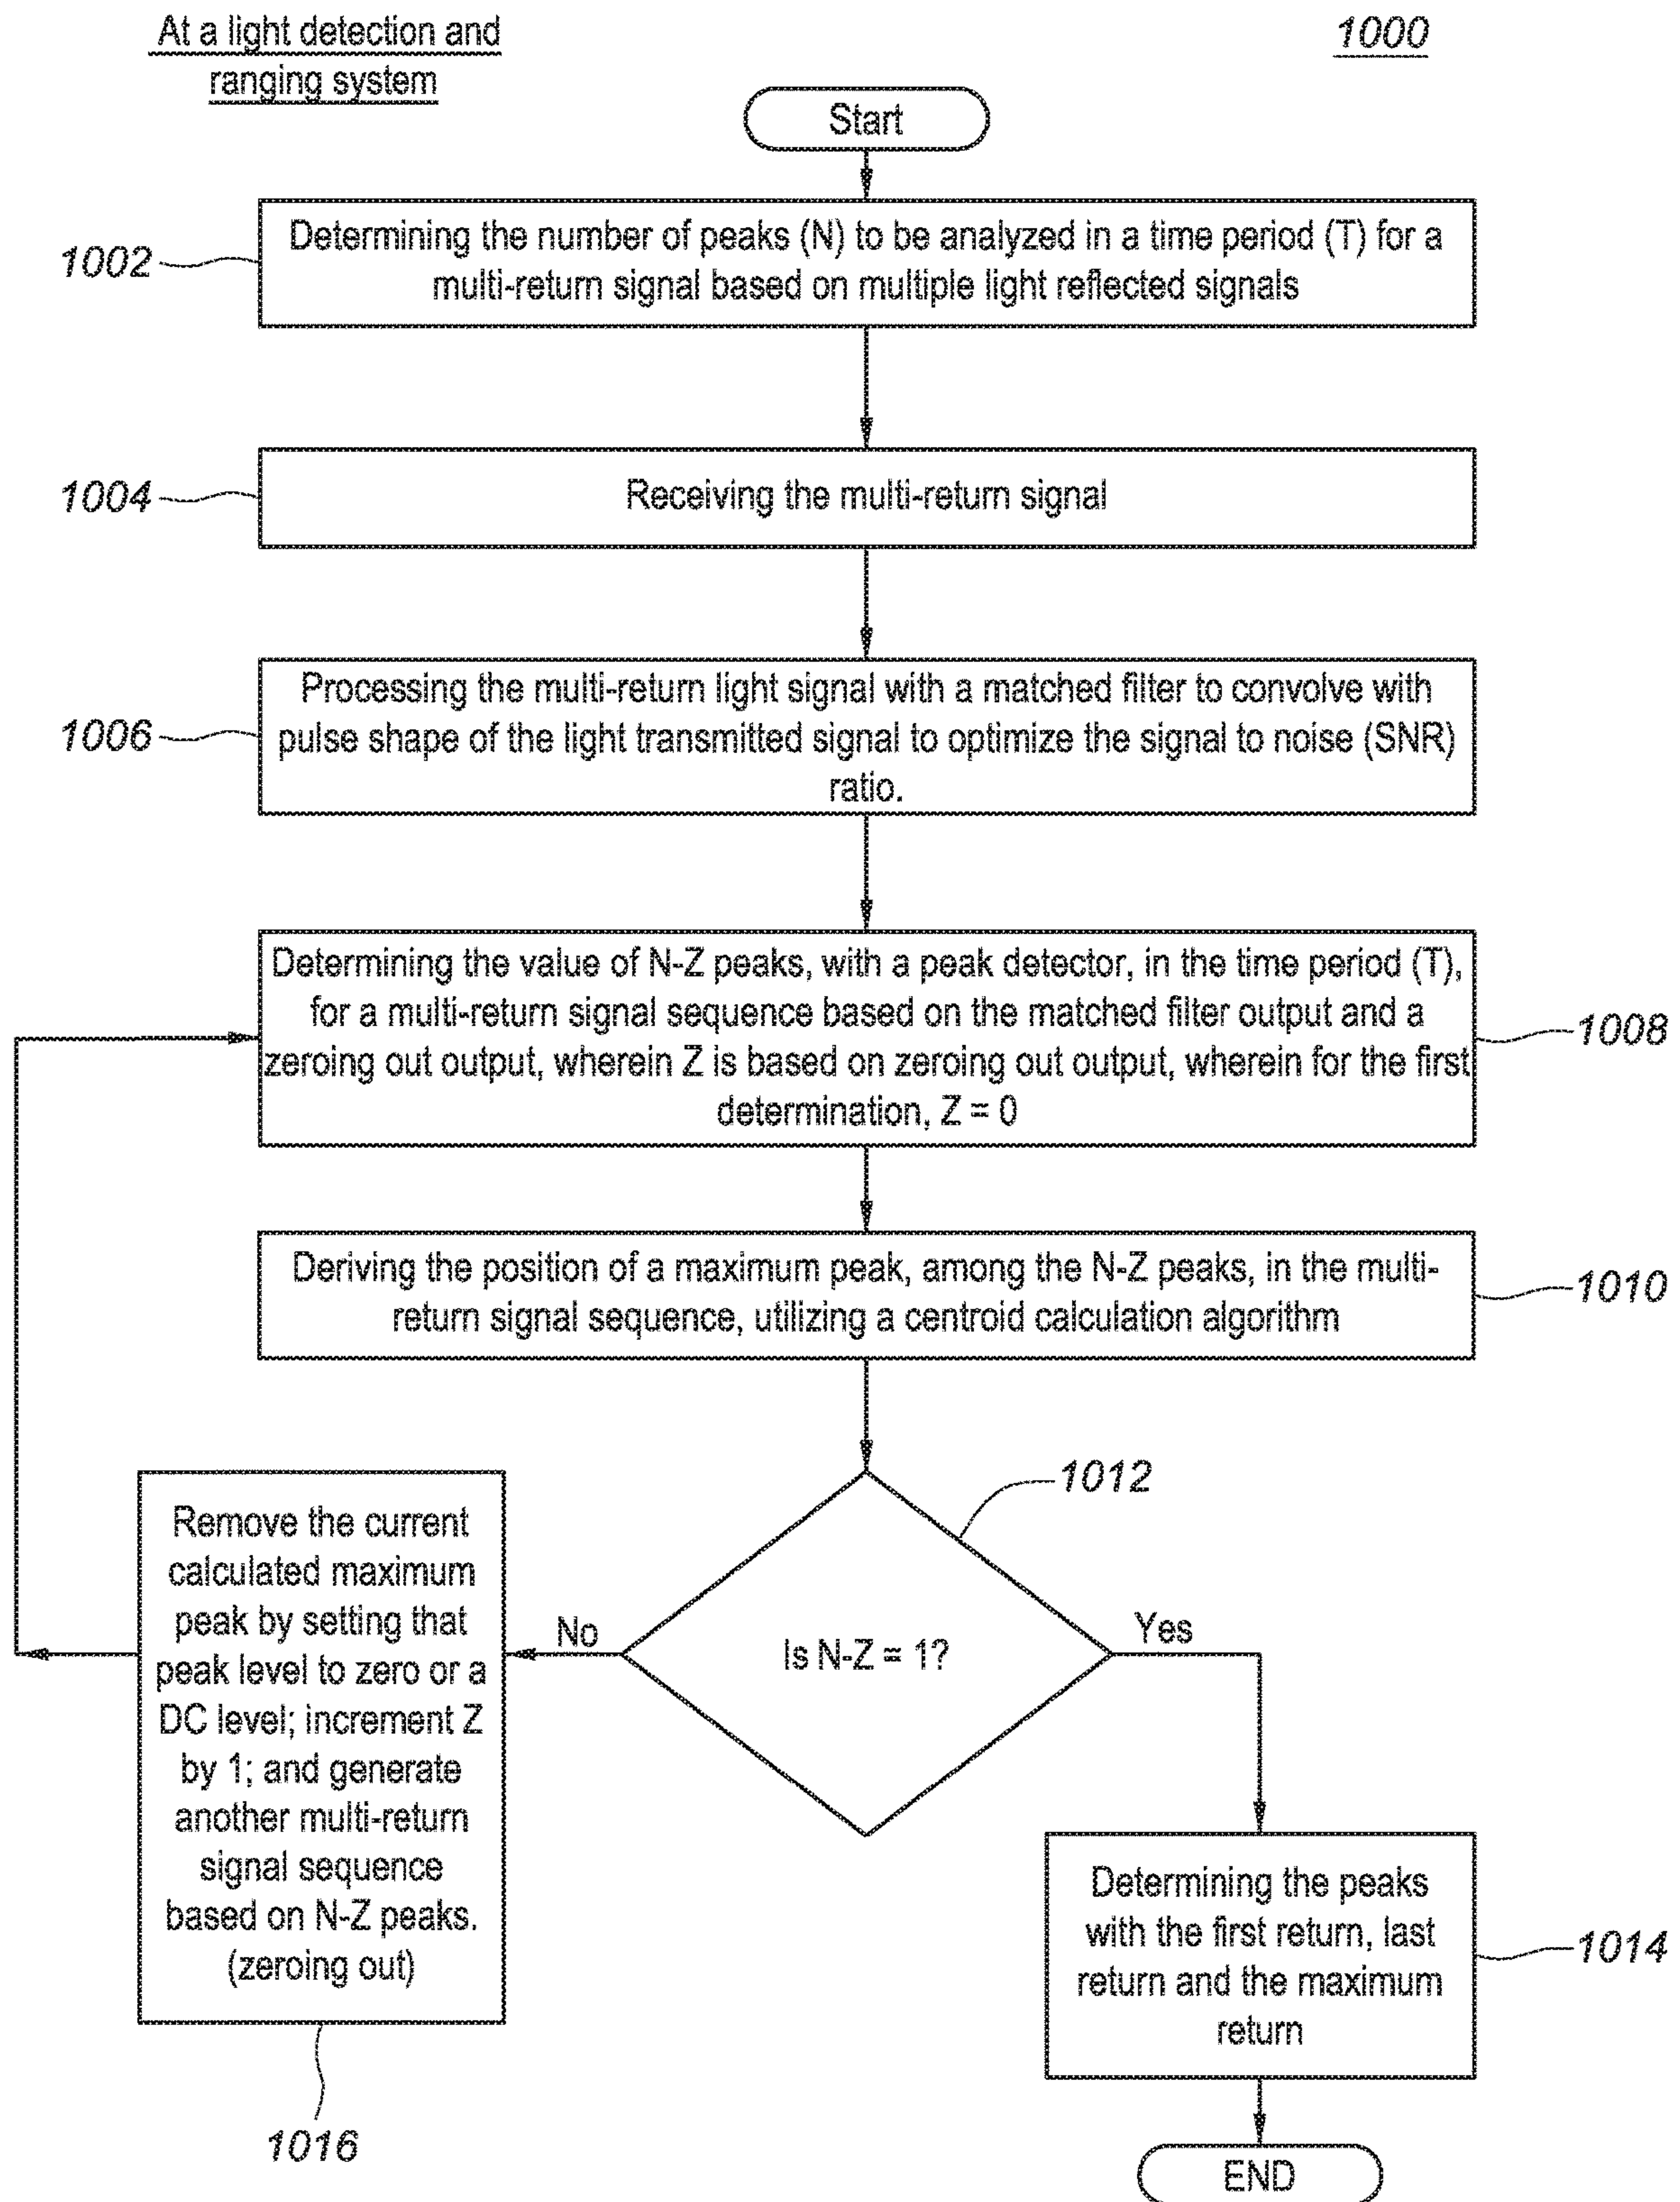 At a light detection and
ranging system
1000
Start
1002
Determining the number of peaks (N) to be analyzed in a time period (T) for a
multi-return signal based on multiple light reflected signals
1004
Receiving the multi-return signal
1006
Processing the multi-return light signal with a matched filter to convolve with
pulse shape of the light transmitted signal to optimize the signal to noise (SNR)
ratio.
Determining the value of N-Z peaks, with a peak detector, in the time period (T),
for a multi-return signal sequence based on the matched filter output and a
zeroing out output, wherein Z is based on zeroing out output, wherein for the first
determination, Z = 0
1008
Deriving the position of a maximum peak, among the N-Z peaks, in the multi-
return signal sequence, utilizing a centroid calculation algorithm
1010
1012
Is N-Z = 1?
No
Yes
Remove the current
calculated maximum
peak by setting that
peak level to zero or a
DC level; increment Z
by 1; and generate
another multi-return
signal sequence
based on N-Z peaks.
(zeroing out)
1016
Determining the peaks
with the first return, last
return and the maximum
return
1014
END